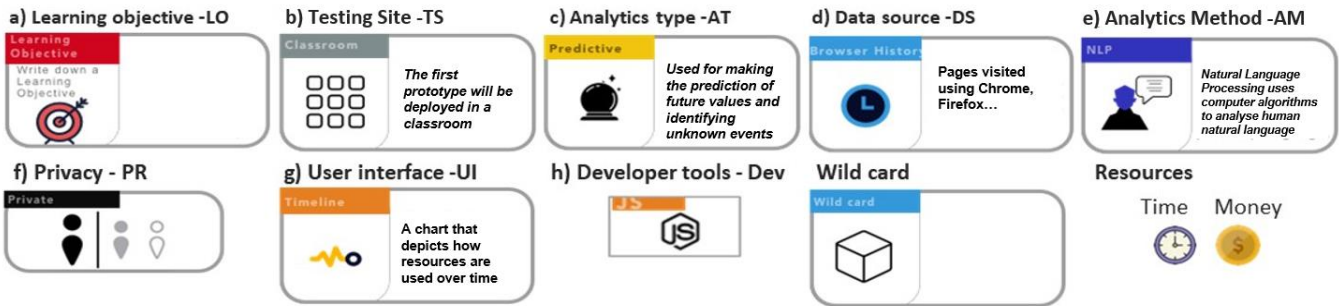 a) Learning objective -LO
Learning
Objective
Write down a
Learning
Objective
b) Testing Site -TS
Classroom
The first
prototype will be
deployed in a
classroom
c) Analytics type -AT
Predictive
Used for making
the prediction of
future values and
identifying
unknown events
d) Data source -DS
Browser History
Pages visited
using Chrome,
Firefox…
e) Analytics Method -AM
NLP
Natural Language
Processing uses
computer algorithms
to analyse human
natural language
f) Privacy - PR
Private
g) User interface -UI
Timeline
A chart that
depicts how
resources are
used over time
h) Developer tools - Dev
JS
JS
Wild card
Wild card
Resources
Time Money
$